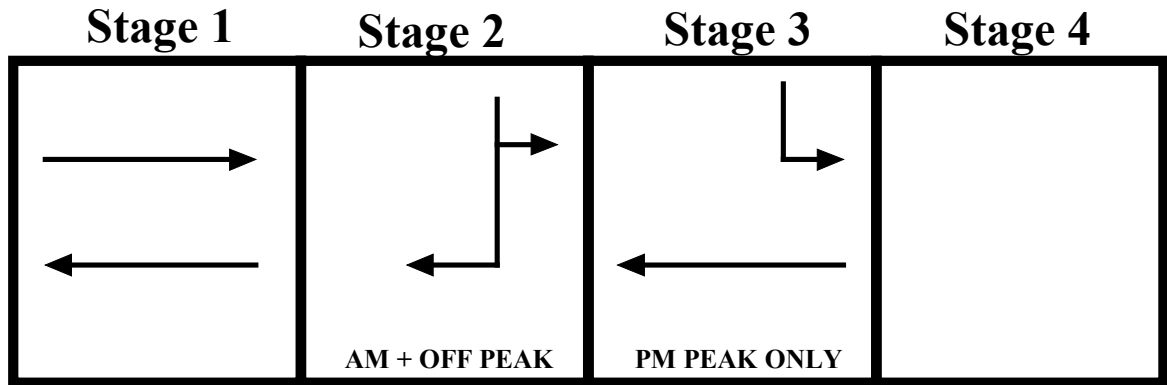 Stage 1 Stage 2 Stage 3 Stage 4
AM + OFF PEAK PM PEAK ONLY